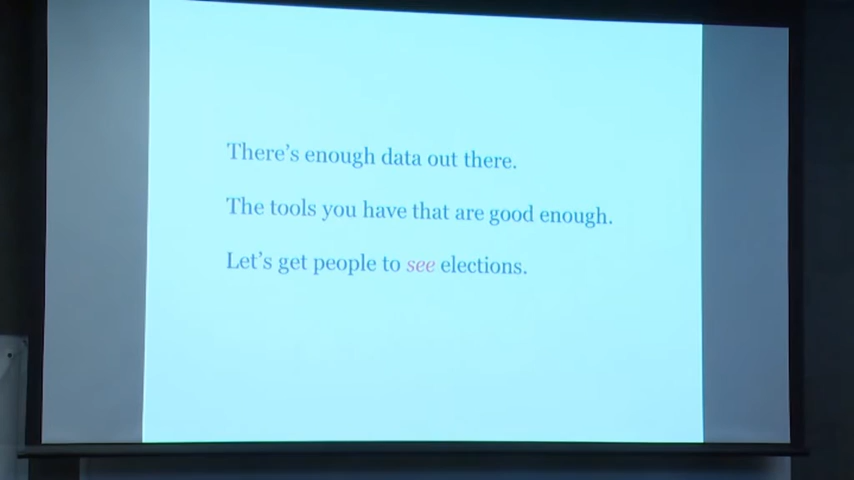 There’s enough data out there.
The tools you have that are good enough.
Let’s get people to see elections.